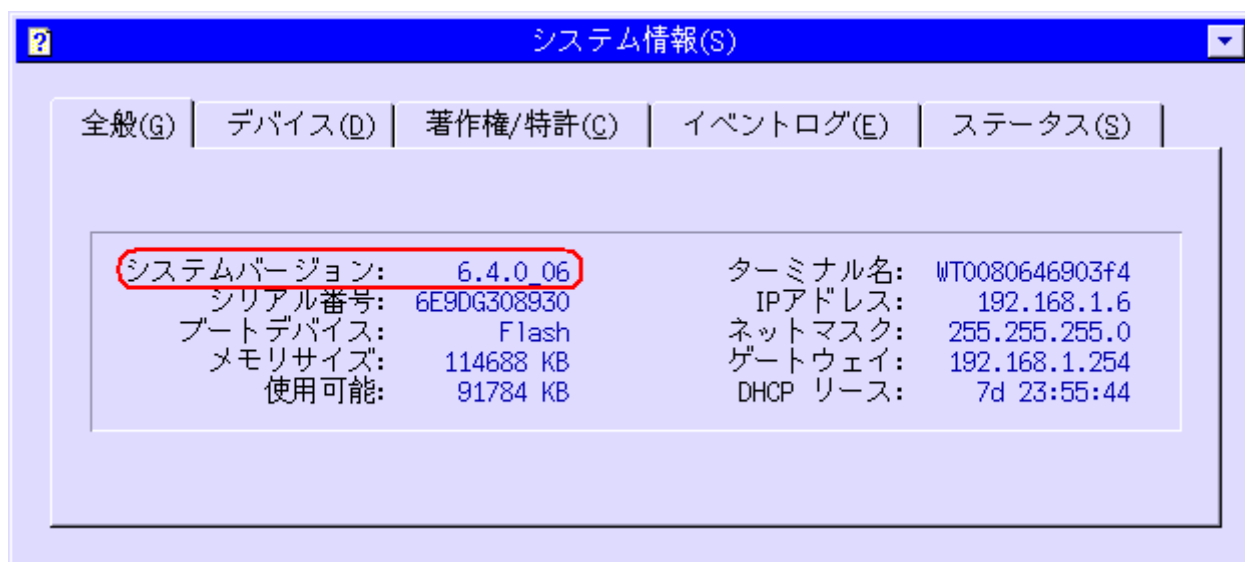 システム情報(S)
全般(G) デバイス(D) 著作権/特許(C) イベントログ(E) ステータス(S)
システムバージョン: 6.4.0_06 ターミナル名: WT0080646903f4
シリアル番号: 6E9DG308930 IPアドレス: 192.168.1.6
ブートデバイス: Flash ネットマスク: 255.255.255.0
メモリサイズ: 114688 KB ゲートウェイ: 192.168.1.254
使用可能: 91784 KB DHCP リース: 7d 23:55:44